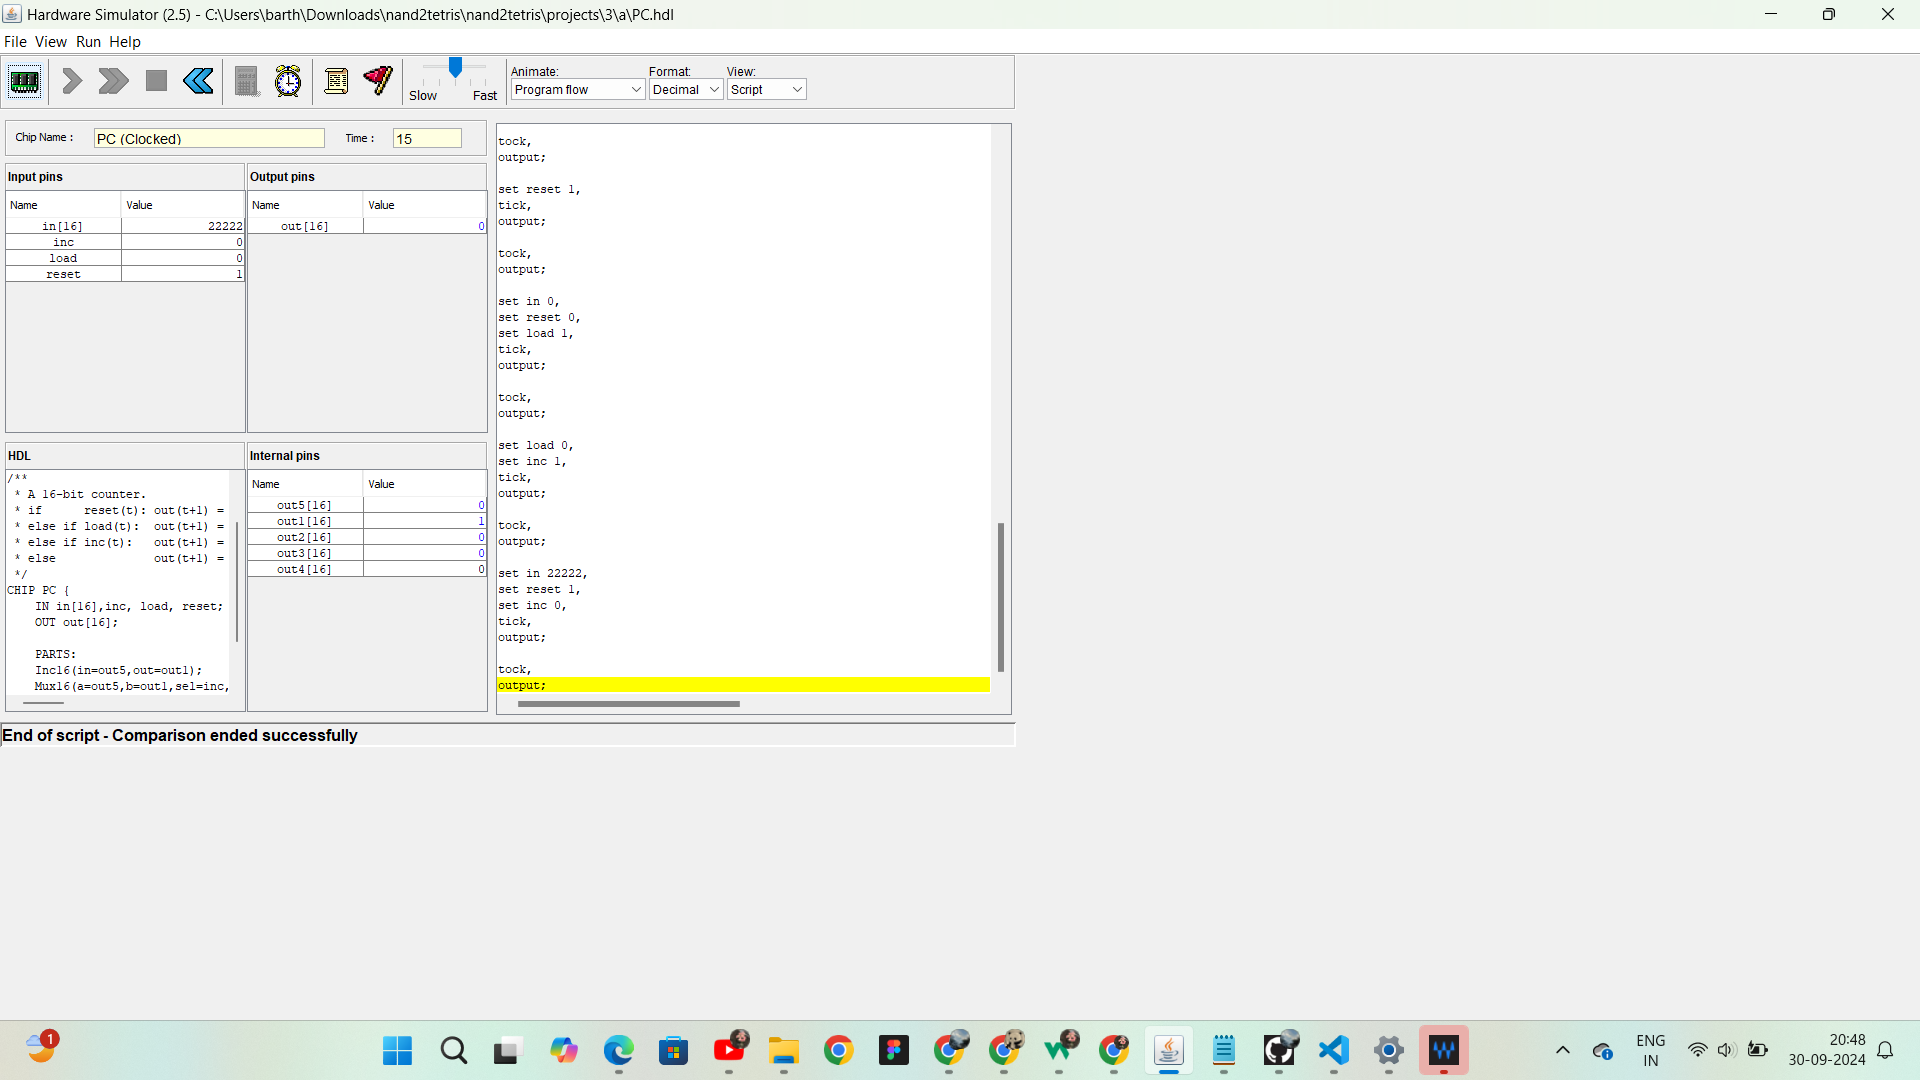 Hardware Simulator (2.5) - C:\Users\barth\Downloads\nand2tetris\nand2tetris\projects\3\a\PC.hdl
File View Run Help
Slow Fast
Animate: Format: View:
Program flow Decimal Script
Chip Name : PC (Clocked) Time : 15
Input pins
Name Value
in[16] 22222
inc 0
load 0
reset 1
Output pins
Name Value
out[16] 0
HDL
/**
* A 16-bit counter.
* if reset(t): out(t+1) =
* else if load(t): out(t+1) =
* else if inc(t): out(t+1) =
* else out(t+1) =
*/
CHIP PC {
IN in[16],inc, load, reset;
OUT out[16];
PARTS:
Inc16(in=out5,out=out1);
Mux16(a=out5,b=out1,sel=inc,
Internal pins
Name Value
out5[16] 0
out1[16] 1
out2[16] 0
out3[16] 0
out4[16] 0
tock,
output;
set reset 1,
tick,
output;
tock,
output;
set in 0,
set reset 0,
set load 1,
tick,
output;
tock,
output;
set load 0,
set inc 1,
tick,
output;
tock,
output;
set in 22222,
set reset 1,
set inc 0,
tick,
output;
tock,
output;
End of script - Comparison ended successfully
1
ENG
IN
20:48
30-09-2024